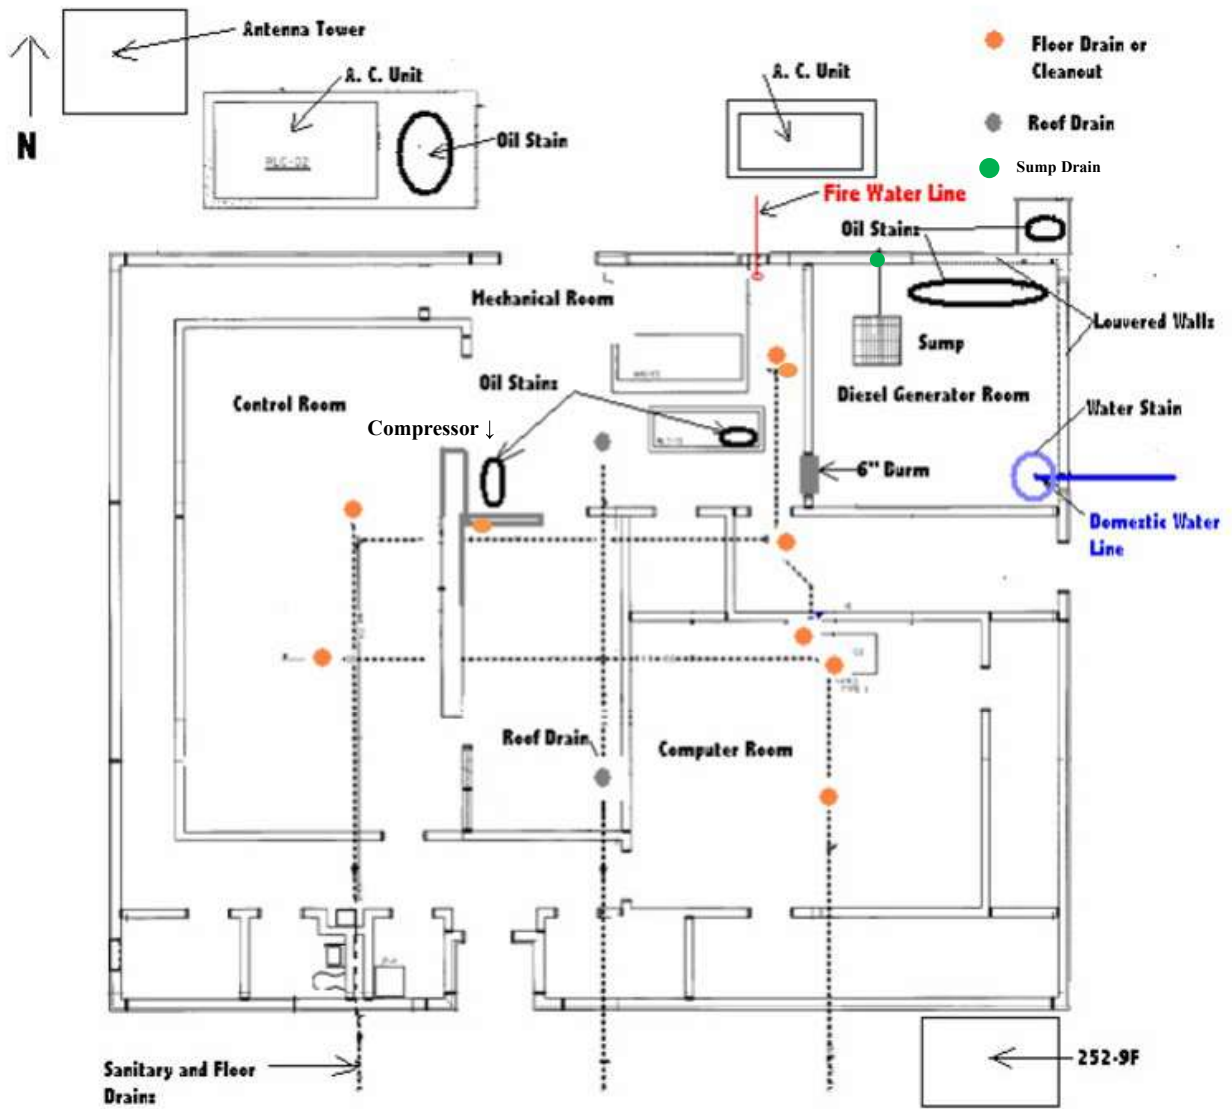 Antenna Tower
A. C. Unit
A. C. Unit
Floor Drain or
Cleanout
Roof Drain
Sump Drain
N
Oil Stain
PLC-02
Fire Water Line
Oil Stains
Mechanical Room
Louvered Walls
Sump
Oil Stains
Control Room
Diesel Generator Room
Water Stain
Compressor ↓
6" Burm
Domestic Water
Line
Roof Drain
Computer Room
Sanitary and Floor
Drains
252-9F